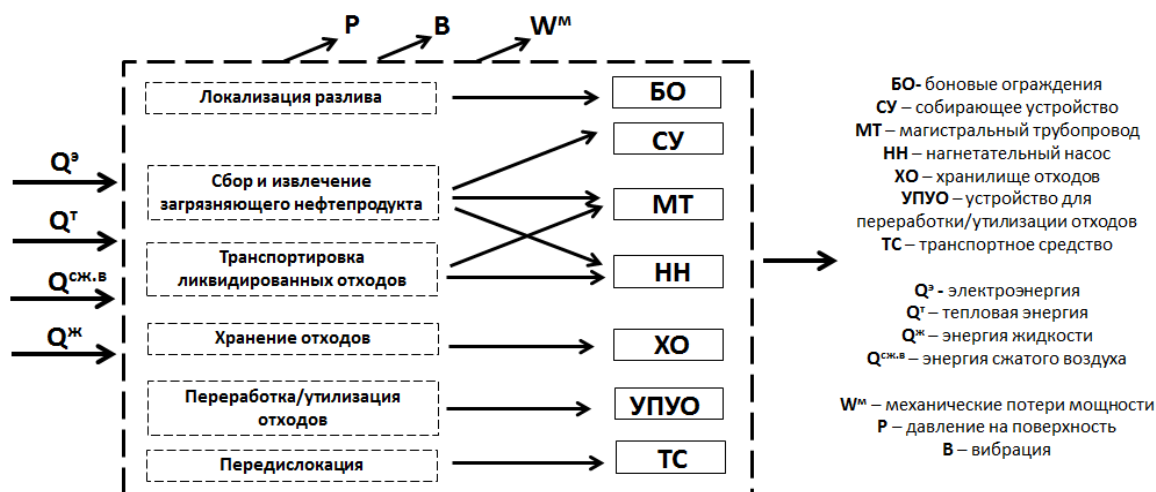 P
B
Wᴹ
Локализация разлива
БО
СУ
Qᵊ
Сбор и извлечение
загрязняющего нефтепродукта
МТ
Qᵀ
Транспортировка
ликвидированных отходов
НН
Qсж.в
Qж
Хранение отходов
ХО
Переработка/утилизация
отходов
УПУО
Передислокация
ТС
БО- боновые ограждения
СУ – собирающее устройство
МТ – магистральный трубопровод
НН – нагнетательный насос
ХО – хранилище отходов
УПУО – устройство для
переработки/утилизации отходов
ТС – транспортное средство
Qэ - электроэнергия
Qт – тепловая энергия
Qж – энергия жидкости
Qсж.в – энергия сжатого воздуха
Wм – механические потери мощности
P – давление на поверхность
B – вибрация